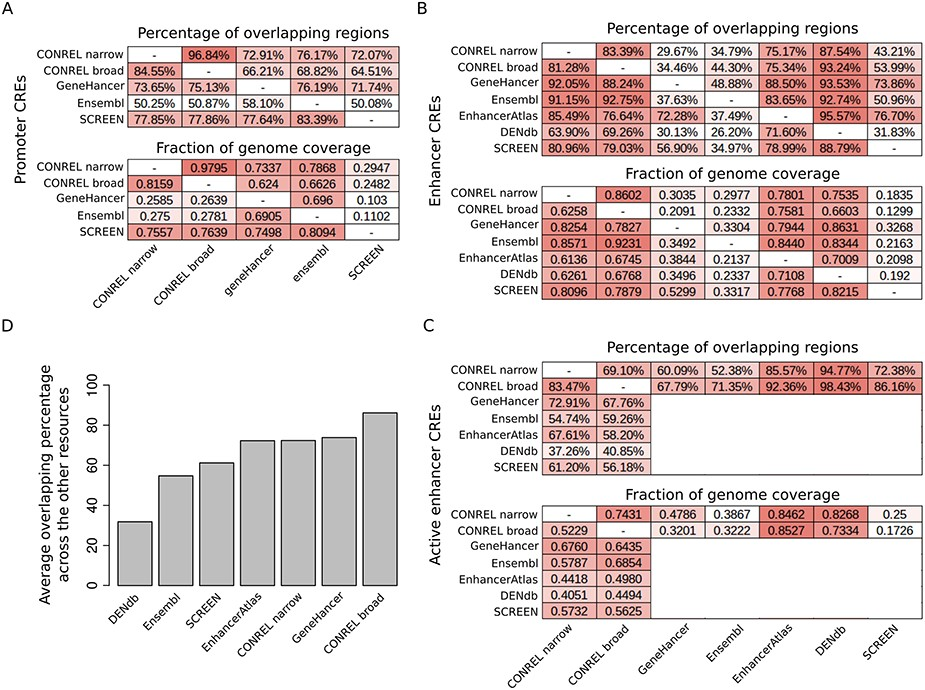 A
Percentage of overlapping regions
Promoter CREs
CONREL narrow - 96.84% 72.91% 76.17% 72.07%
CONREL broad 84.55% - 66.21% 68.82% 64.51%
GeneHancer 73.65% 75.13% - 76.19% 71.74%
Ensembl 50.25% 50.87% 58.10% - 50.08%
SCREEN 77.85% 77.86% 77.64% 83.39% -
Fraction of genome coverage
CONREL narrow - 0.9795 0.7337 0.7868 0.2947
CONREL broad 0.8159 - 0.624 0.6626 0.2482
GeneHancer 0.2585 0.2639 - 0.696 0.103
Ensembl 0.275 0.2781 0.6905 - 0.1102
SCREEN 0.7557 0.7639 0.7498 0.8094 -
CONREL narrow CONREL broad geneHancer ensembl SCREEN
B
Percentage of overlapping regions
Enhancer CREs
CONREL narrow - 83.39% 29.67% 34.79% 75.17% 87.54% 43.21%
CONREL broad 81.28% - 34.46% 44.30% 75.34% 93.24% 53.99%
GeneHancer 92.05% 88.24% - 48.88% 88.50% 93.53% 73.86%
Ensembl 91.15% 92.75% 37.63% - 83.65% 92.74% 50.96%
EnhancerAtlas 85.49% 76.64% 72.28% 37.49% - 95.57% 76.70%
DENdb 63.90% 69.26% 30.13% 26.20% 71.60% - 31.83%
SCREEN 80.96% 79.03% 56.90% 34.97% 78.99% 88.79% -
Fraction of genome coverage
CONREL narrow - 0.8602 0.3035 0.2977 0.7801 0.7535 0.1835
CONREL broad 0.6258 - 0.2091 0.2332 0.7581 0.6603 0.1299
GeneHancer 0.8254 0.7827 - 0.3304 0.7944 0.8631 0.3268
Ensembl 0.8571 0.9231 0.3492 - 0.8440 0.8344 0.2163
EnhancerAtlas 0.6136 0.6745 0.3844 0.2137 - 0.7009 0.2098
DENdb 0.6261 0.6768 0.3496 0.2337 0.7108 - 0.192
SCREEN 0.8096 0.7879 0.5299 0.3317 0.7768 0.8215 -
D
Average overlapping percentage
across the other resources
100
80
60
40
20
0
DENdb Ensembl SCREEN EnhancerAtlas CONREL narrow GeneHancer CONREL broad
C
Percentage of overlapping regions
Active enhancer CREs
CONREL narrow - 69.10% 60.09% 52.38% 85.57% 94.77% 72.38%
CONREL broad 83.47% - 67.79% 71.35% 92.36% 98.43% 86.16%
GeneHancer 72.91% 67.76%
Ensembl 54.74% 59.26%
EnhancerAtlas 67.61% 58.20%
DENdb 37.26% 40.85%
SCREEN 61.20% 56.18%
Fraction of genome coverage
CONREL narrow - 0.7431 0.4786 0.3867 0.8462 0.8268 0.25
CONREL broad 0.5229 - 0.3201 0.3222 0.8527 0.7334 0.1726
GeneHancer 0.6760 0.6435
Ensembl 0.5787 0.6854
EnhancerAtlas 0.4418 0.4980
DENdb 0.4051 0.4494
SCREEN 0.5732 0.5625
CONREL narrow CONREL broad GeneHancer Ensembl EnhancerAtlas DENdb SCREEN